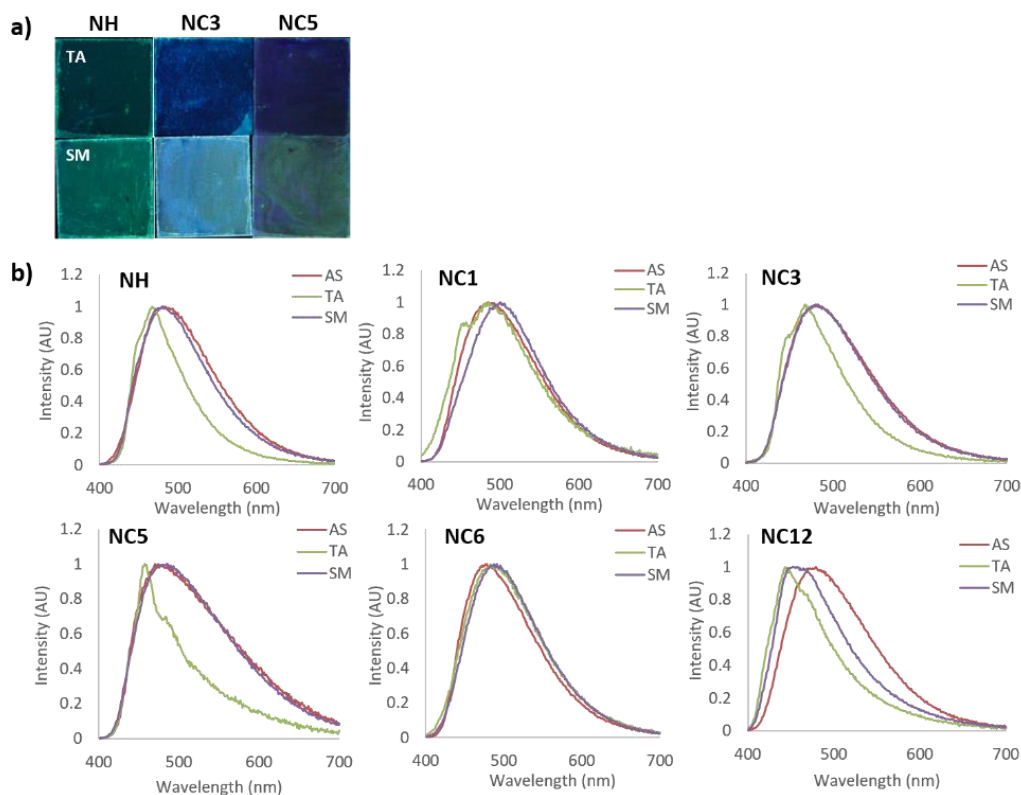 a)
NH NC3 NC5
TA
SM
b)
NH
AS
TA
SM
Intensity (AU)
1.2
1
0.8
0.6
0.4
0.2
0
400 500 600 700
Wavelength (nm)
NC1
AS
TA
SM
Intensity (AU)
1.2
1
0.8
0.6
0.4
0.2
0
400 500 600 700
Wavelength (nm)
NC3
AS
TA
SM
Intensity (AU)
1.2
1
0.8
0.6
0.4
0.2
0
400 500 600 700
Wavelength (nm)
NC5
AS
TA
SM
Intensity (AU)
1.2
1
0.8
0.6
0.4
0.2
0
400 500 600 700
Wavelength (nm)
NC6
AS
TA
SM
Intensity (AU)
1.2
1
0.8
0.6
0.4
0.2
0
400 500 600 700
Wavelength (nm)
NC12
AS
TA
SM
Intensity (AU)
1.2
1
0.8
0.6
0.4
0.2
0
400 500 600 700
Wavelength (nm)